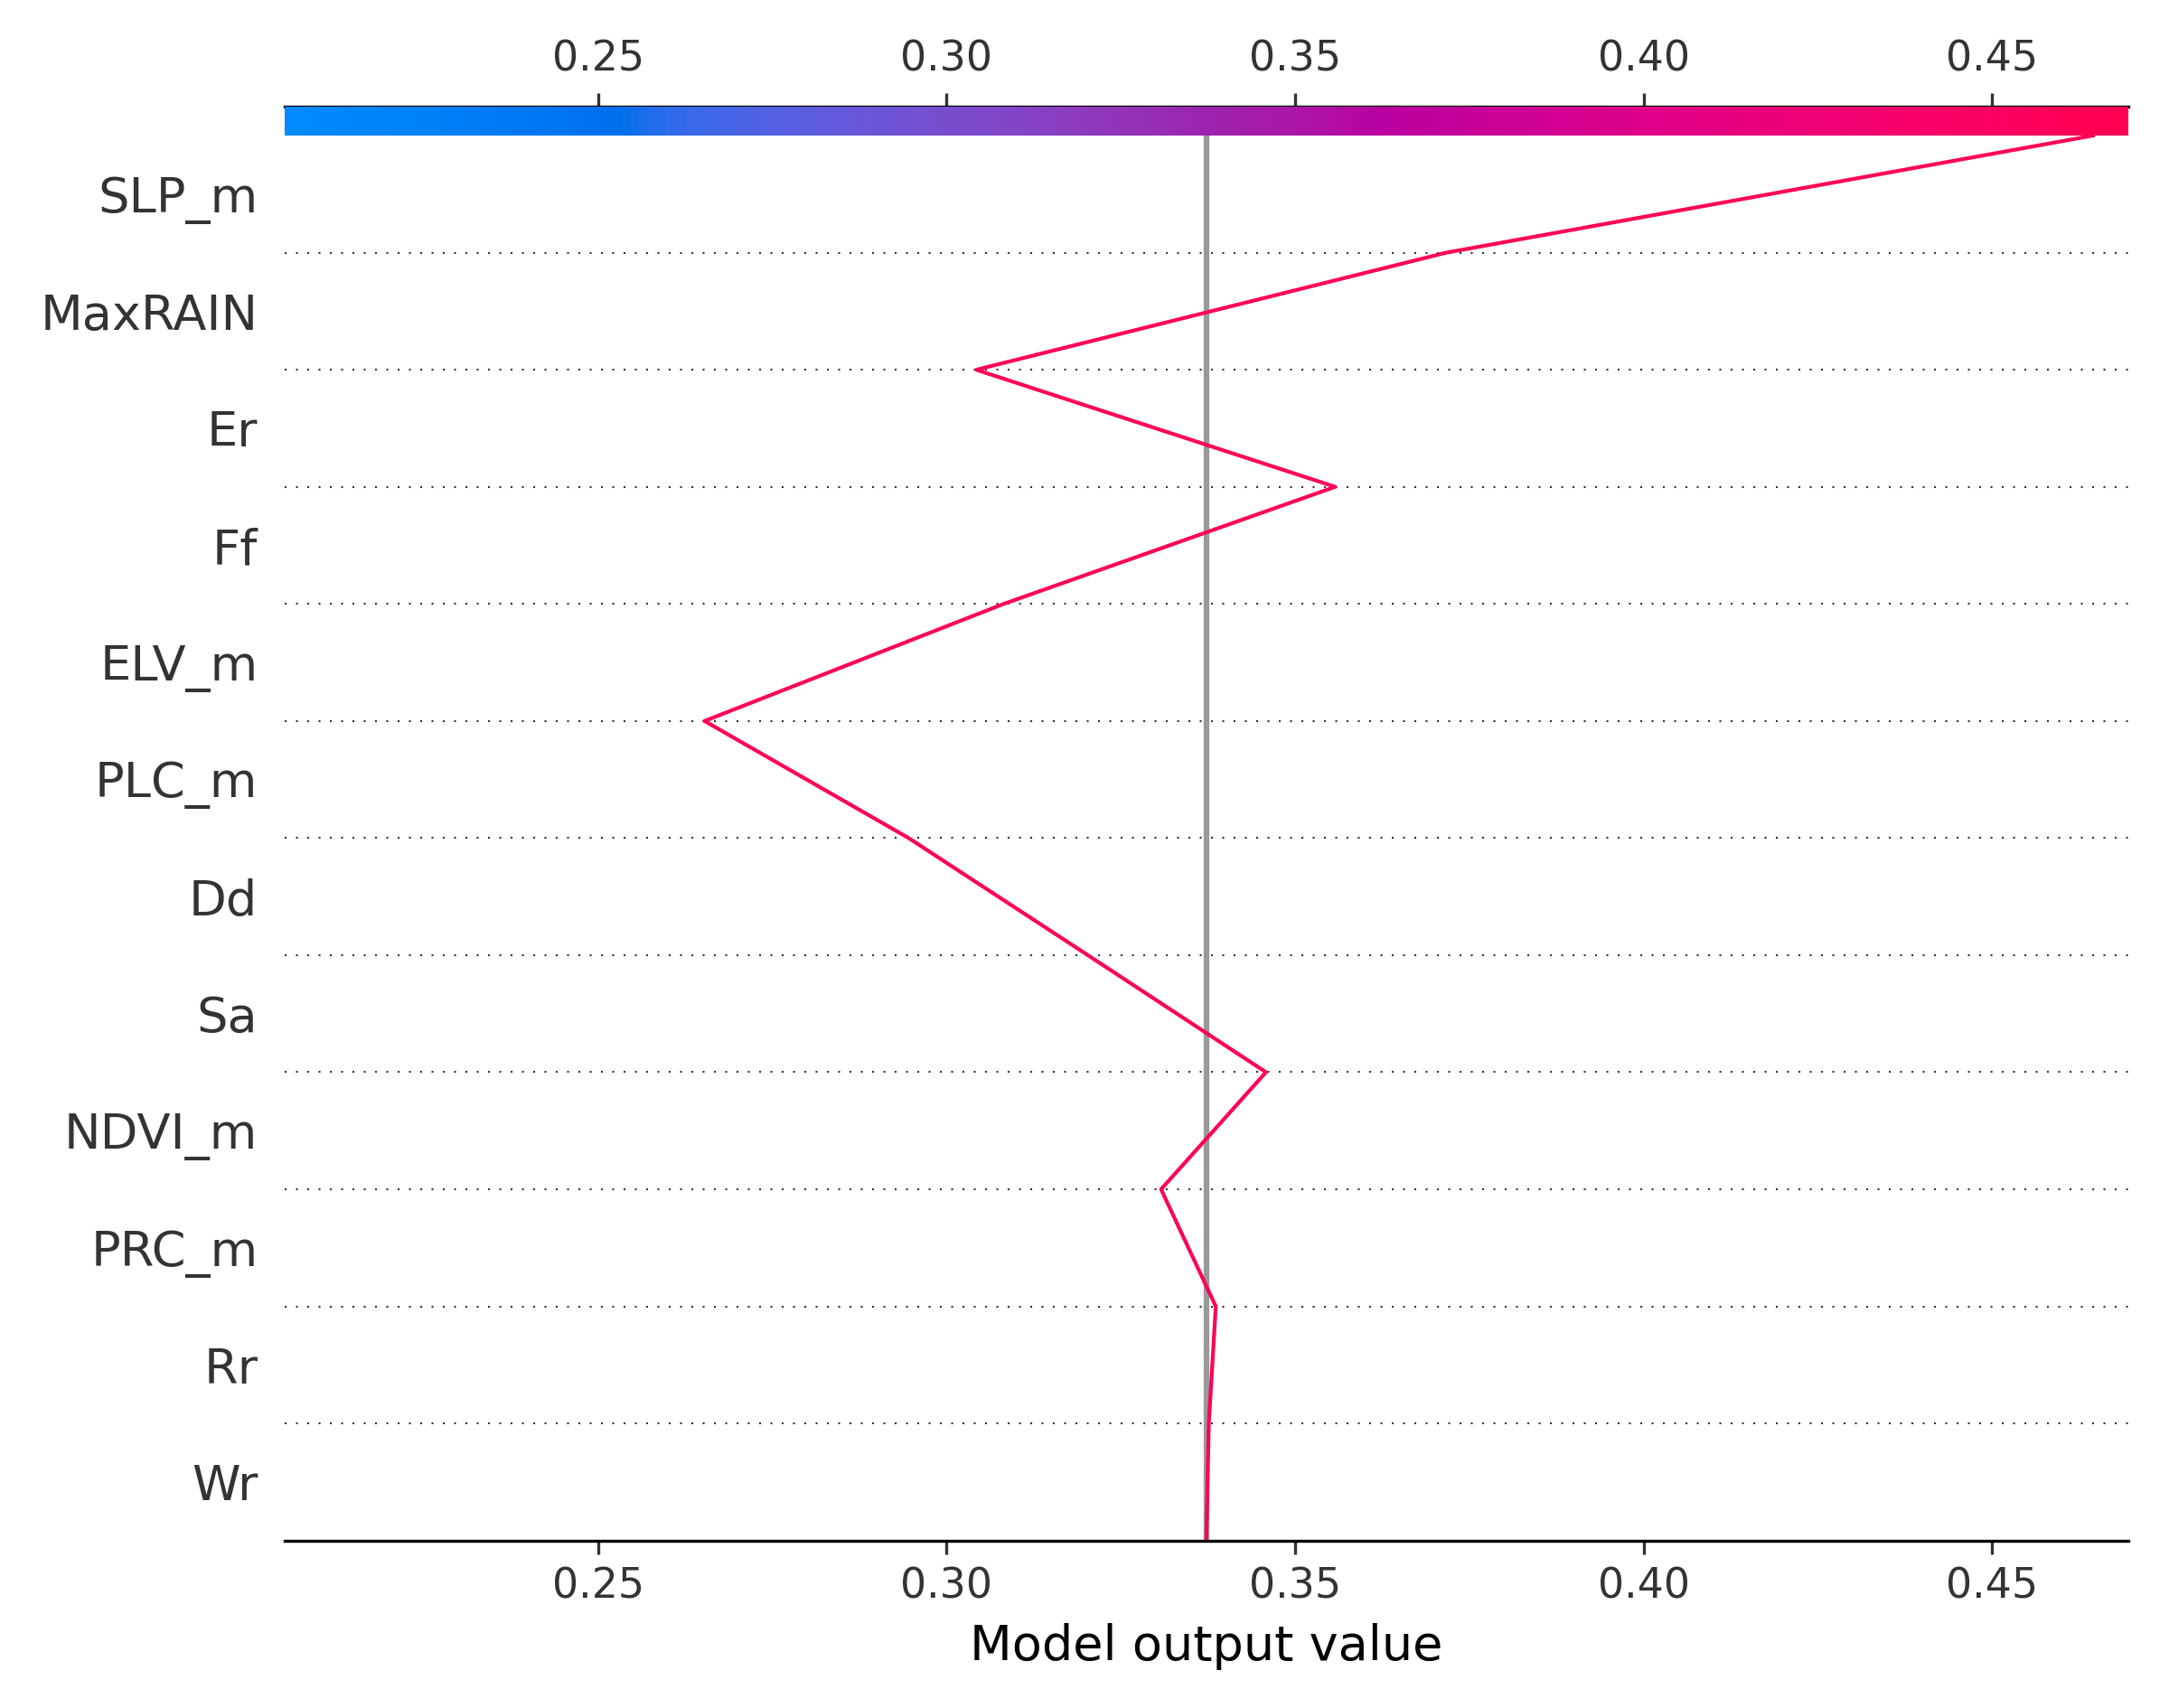 0.25 0.30 0.35 0.40 0.45
SLP_m
MaxRAIN
Er
Ff
ELV_m
PLC_m
Dd
Sa
NDVI_m
PRC_m
Rr
Wr
0.25 0.30 0.35 0.40 0.45
Model output value